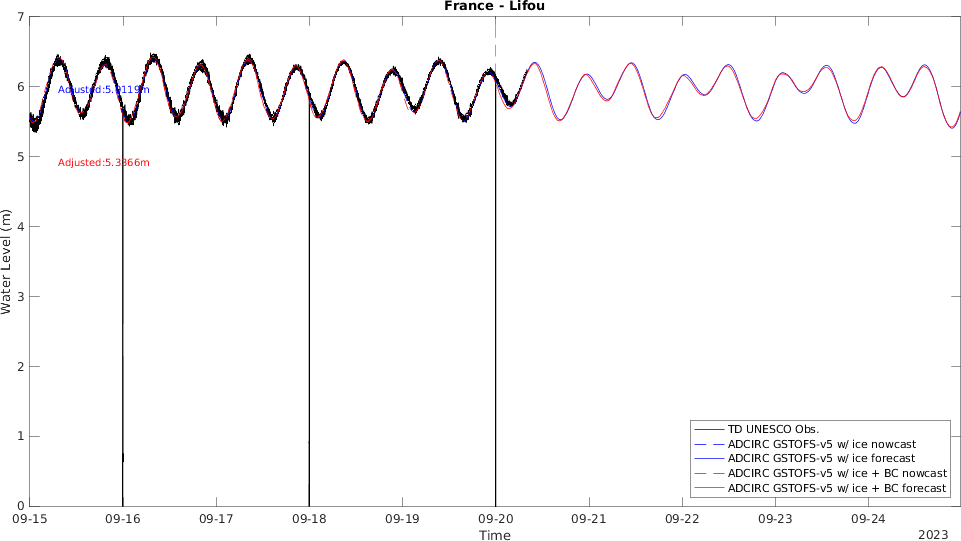 France - Lifou
7
6
5
4
3
2
1
0
Water Level (m)
Adjusted:5.9119m
Adjusted:5.3366m
TD UNESCO Obs.
ADCIRC GSTOFS-v5 w/ ice nowcast
ADCIRC GSTOFS-v5 w/ ice forecast
ADCIRC GSTOFS-v5 w/ ice + BC nowcast
ADCIRC GSTOFS-v5 w/ ice + BC forecast
09-15 09-16 09-17 09-18 09-19 09-20 09-21 09-22 09-23 09-24
Time
2023